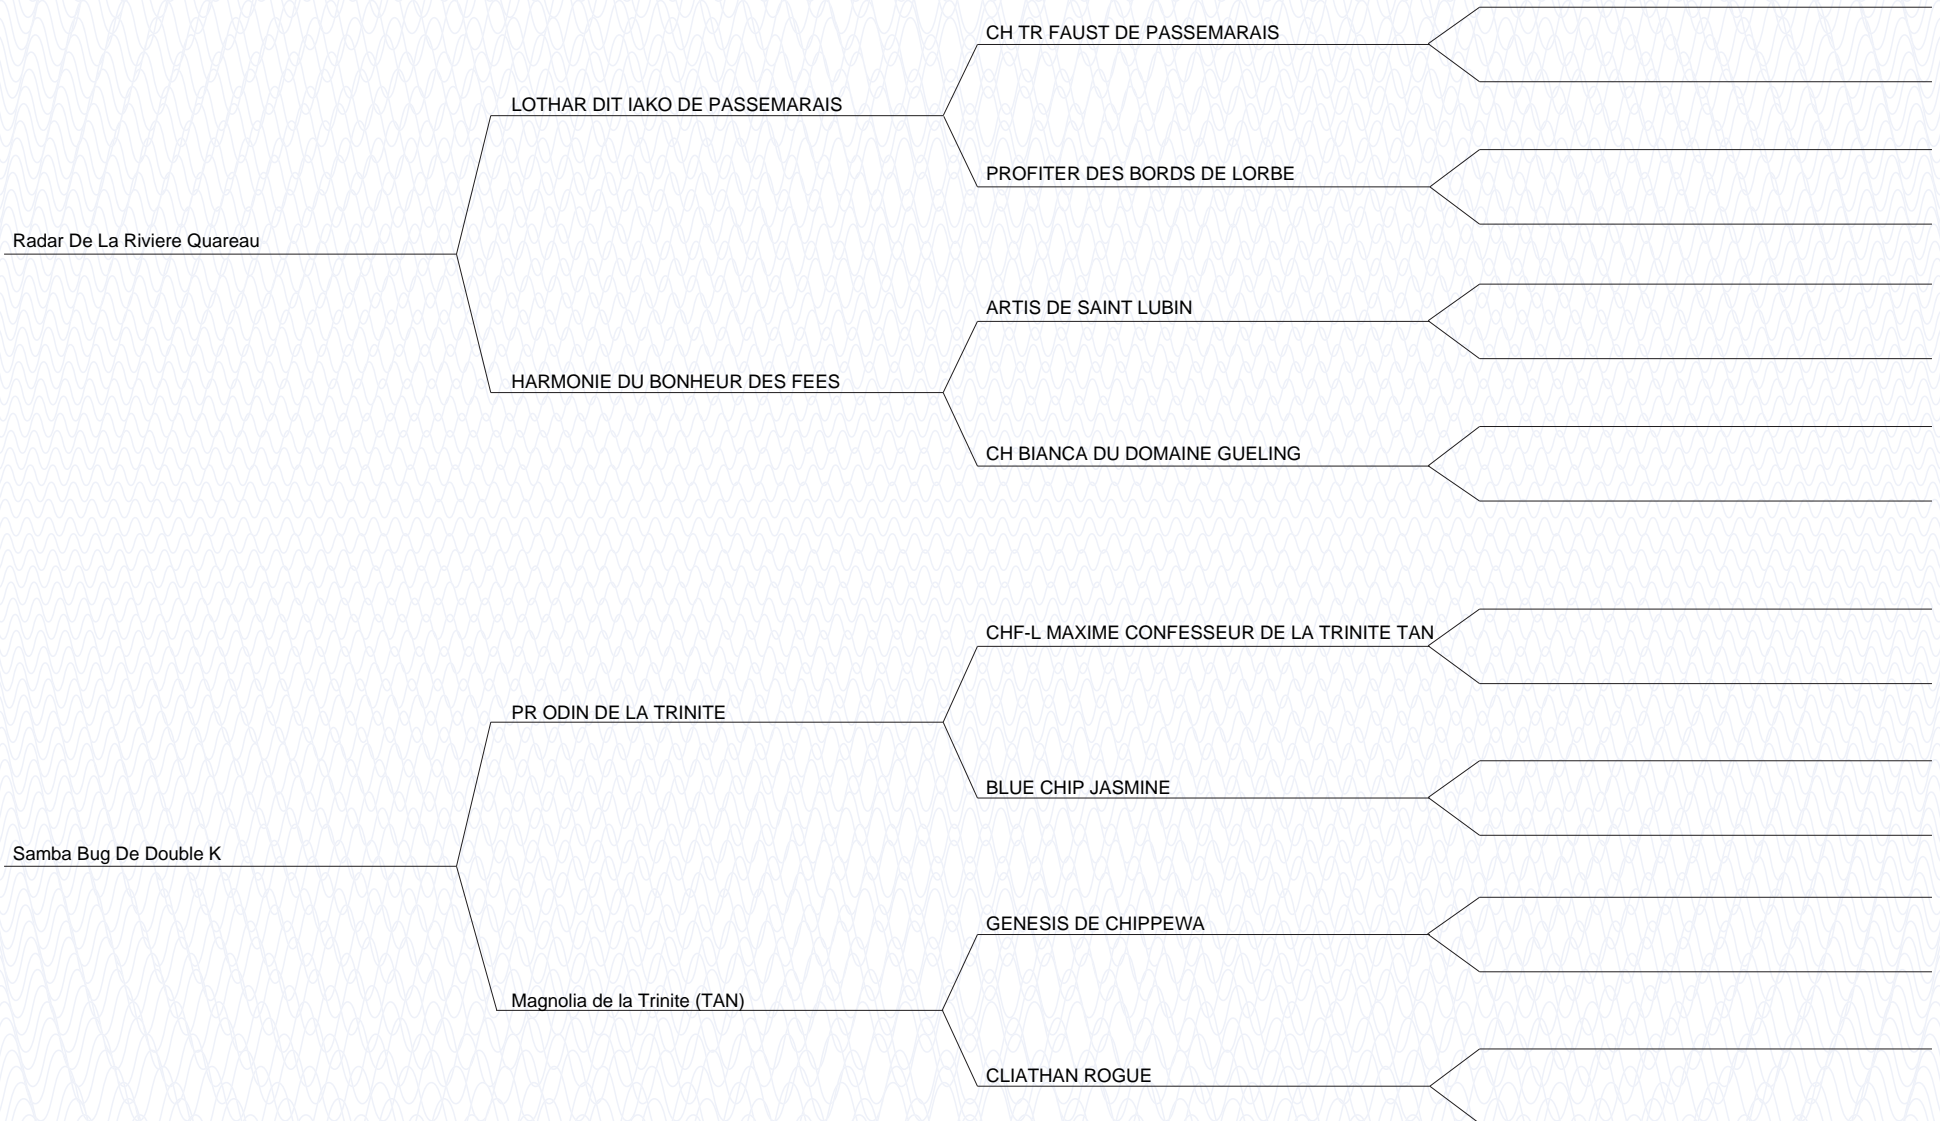 CH TR FAUST DE PASSEMARAIS
LOTHAR DIT IAKO DE PASSEMARAIS
PROFITER DES BORDS DE LORBE
Radar De La Riviere Quareau
ARTIS DE SAINT LUBIN
HARMONIE DU BONHEUR DES FEES
CH BIANCA DU DOMAINE GUELING
CHF-L MAXIME CONFESSEUR DE LA TRINITE TAN
PR ODIN DE LA TRINITE
BLUE CHIP JASMINE
Samba Bug De Double K
GENESIS DE CHIPPEWA
Magnolia de la Trinite (TAN)
CLIATHAN ROGUE